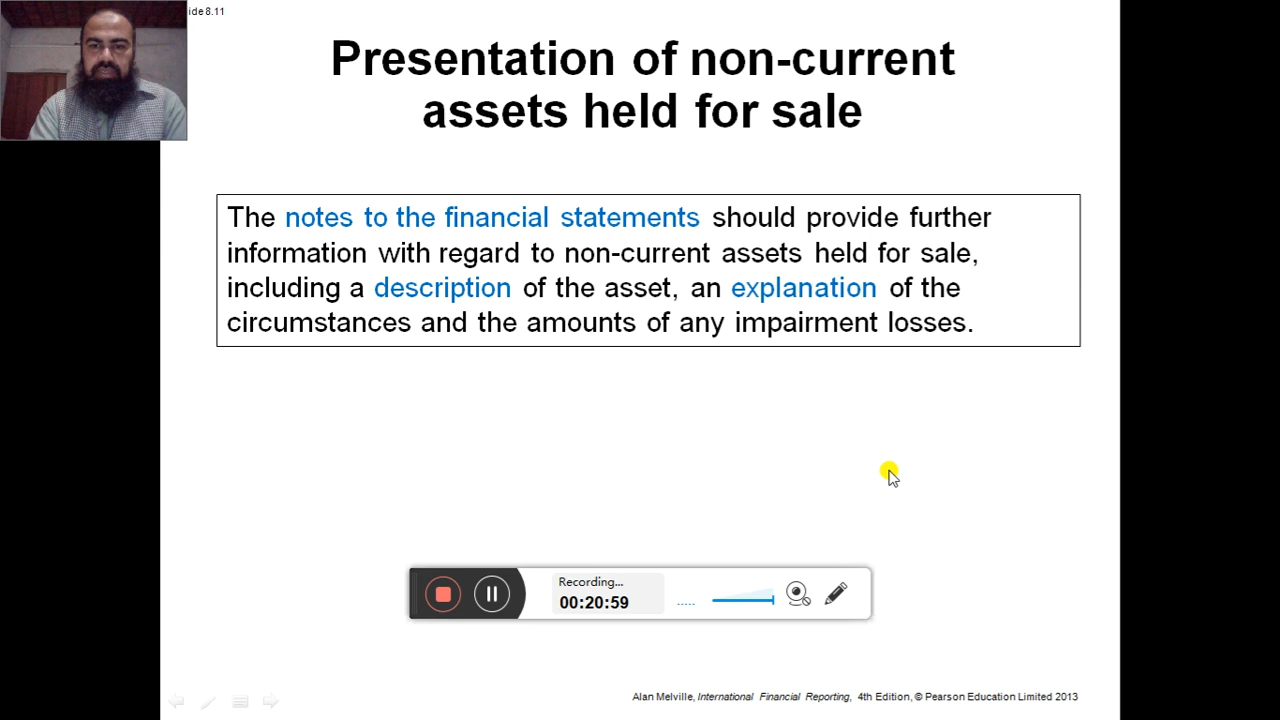 ide 8.11
Presentation of non-current
assets held for sale
The notes to the financial statements should provide further
information with regard to non-current assets held for sale,
including a description of the asset, an explanation of the
circumstances and the amounts of any impairment losses.
Recording...
00:20:59
Alan Melville, International Financial Reporting, 4th Edition, © Pearson Education Limited 2013